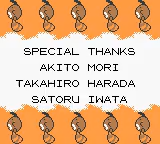 SPECIAL THANKS
AKITO MORI
TAKAHIRO HARADA
SATORU IWATA